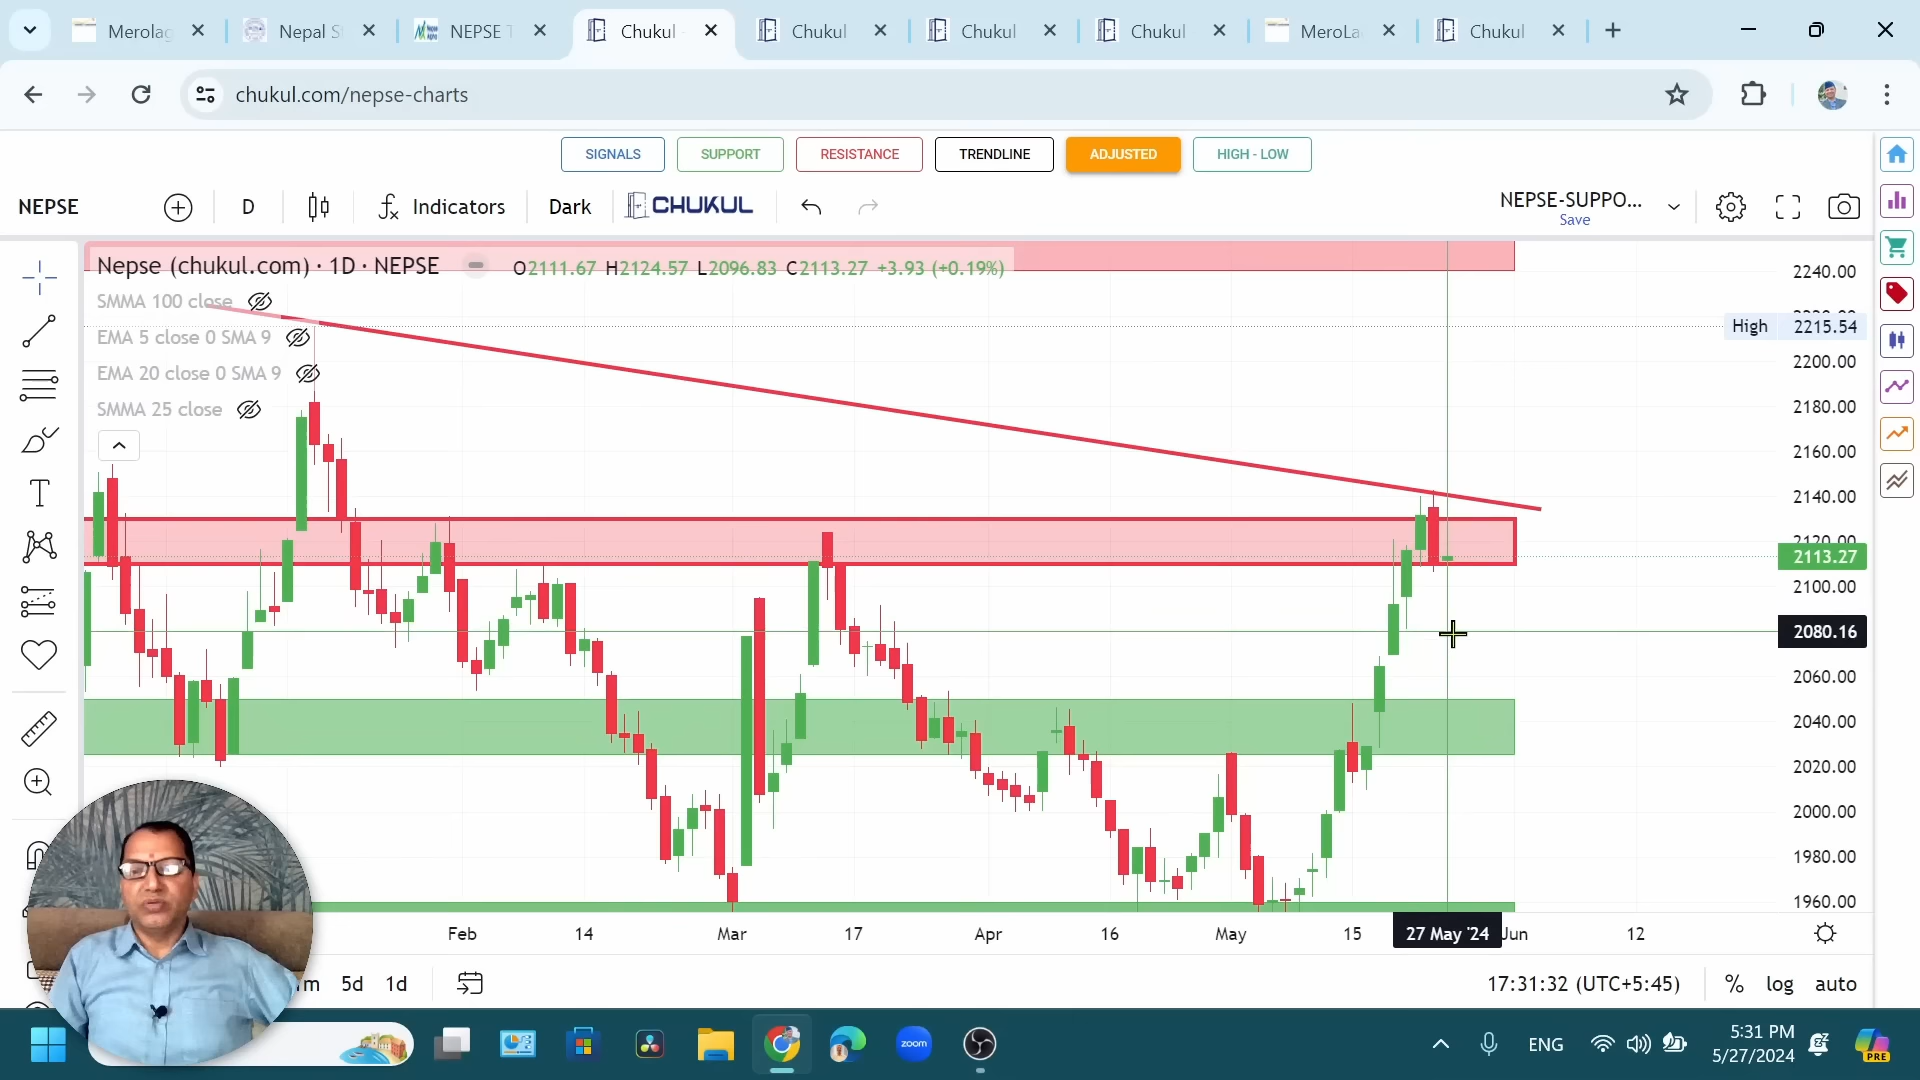 Merolag
Nepal S
NEPSE T
Chukul -
Chukul
Chukul
Chukul
MeroLa
Chukul
chukul.com/nepse-charts
SIGNALS
SUPPORT
RESISTANCE
TRENDLINE
ADJUSTED
HIGH - LOW
NEPSE
D
Indicators
Dark
CHUKUL
NEPSE-SUPPO...
Save
Nepse (chukul.com) · 1D · NEPSE
O2111.67 H2124.57 L2096.83 C2113.27 +3.93 (+0.19%)
SMMA 100 close
EMA 5 close 0 SMA 9
EMA 20 close 0 SMA 9
SMMA 25 close
2240.00
High 2215.54
2200.00
2180.00
2160.00
2140.00
2120.00
2113.27
2100.00
2080.16
2060.00
2040.00
2020.00
2000.00
1980.00
1960.00
Feb
14
Mar
17
Apr
16
May
15
27 May '24
Jun
12
5d
1d
17:31:32 (UTC+5:45)
%
log
auto
zoom
ENG
5:31 PM
5/27/2024
PRE